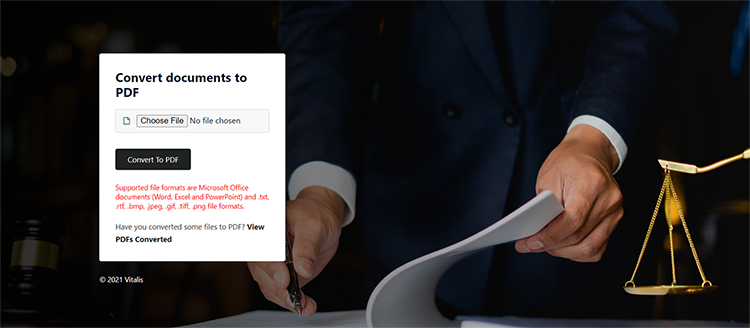 Convert documents to
PDF
Choose File No file chosen
Convert To PDF
Supported file formats are Microsoft Office
documents (Word, Excel and PowerPoint) and .txt,
.rtf, .bmp, .jpeg, .gif, .tiff, .png file formats.
Have you converted some files to PDF? View
PDFs Converted
© 2021 Vitalis